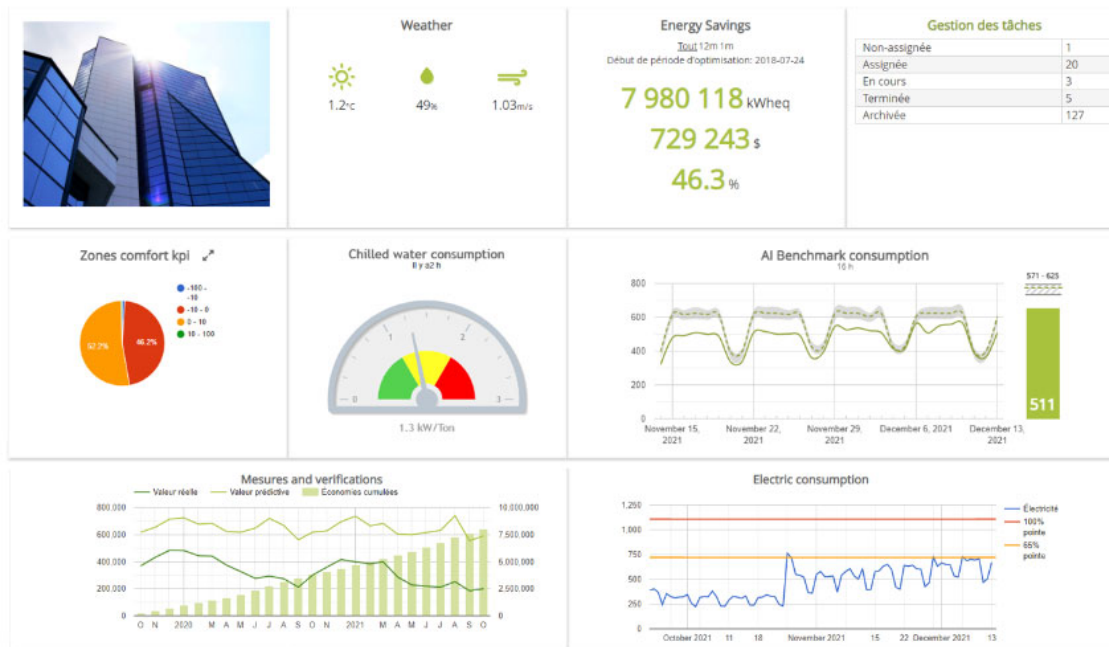 Weather
1.2°C
49%
1.03m/s
Energy Savings
Tout 12m 1m
Début de période d'optimisation: 2018-07-24
7 980 118 kWheq
729 243 $
46.3 %
Gestion des tâches
Non-assignée 1
Assignée 20
En cours 3
Terminée 5
Archivée 127
Zones comfort kpi
-100 -
-10
-10 - 0
0 - 10
10 - 100
52.2%
46.2%
Chilled water consumption
Il y a2 h
0
1
2
3
1.3 kW/Ton
AI Benchmark consumption
16 h
800
600
400
200
0
November 15,
2021
November 22,
2021
November 29,
2021
December 6, 2021
December 13,
2021
571 - 625
511
Mesures and verifications
Valeur réelle
Valeur prédictive
Economies cumulées
800,000
600,000
400,000
200,000
0
10,000,000
7,500,000
5,000,000
2,500,000
0
O N 2020 M A M J J A S O N 2021 M A M J J A S O
Electric consumption
1,250
1,000
750
500
250
0
October 2021 11 18 November 2021 15 22 December 2021 13
Électricité
100%
pointe
65%
pointe